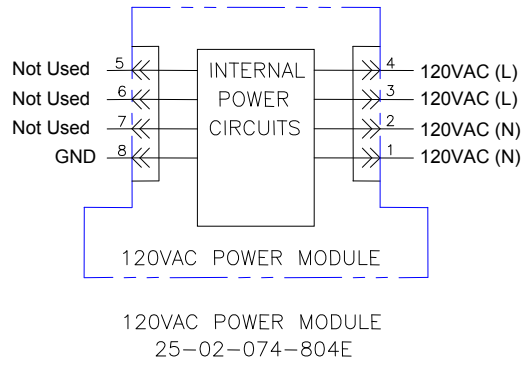 Not Used 5 INTERNAL 4 120VAC (L)
Not Used 6 POWER 3 120VAC (L)
Not Used 7 CIRCUITS 2 120VAC (N)
GND 8 1 120VAC (N)
120VAC POWER MODULE
120VAC POWER MODULE
25-02-074-804E